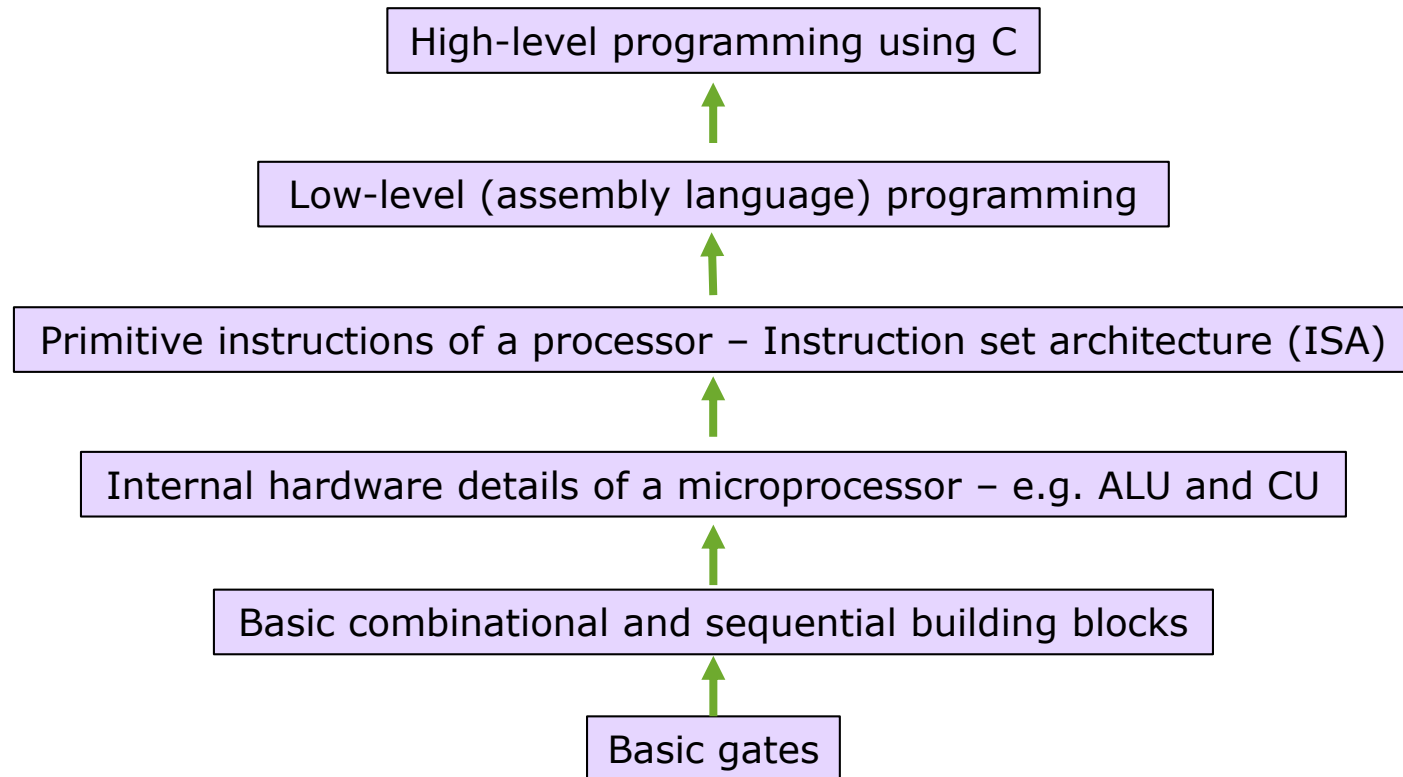 High-level programming using C
Low-level (assembly language) programming
Primitive instructions of a processor – Instruction set architecture (ISA)
Internal hardware details of a microprocessor – e.g. ALU and CU
Basic combinational and sequential building blocks
Basic gates